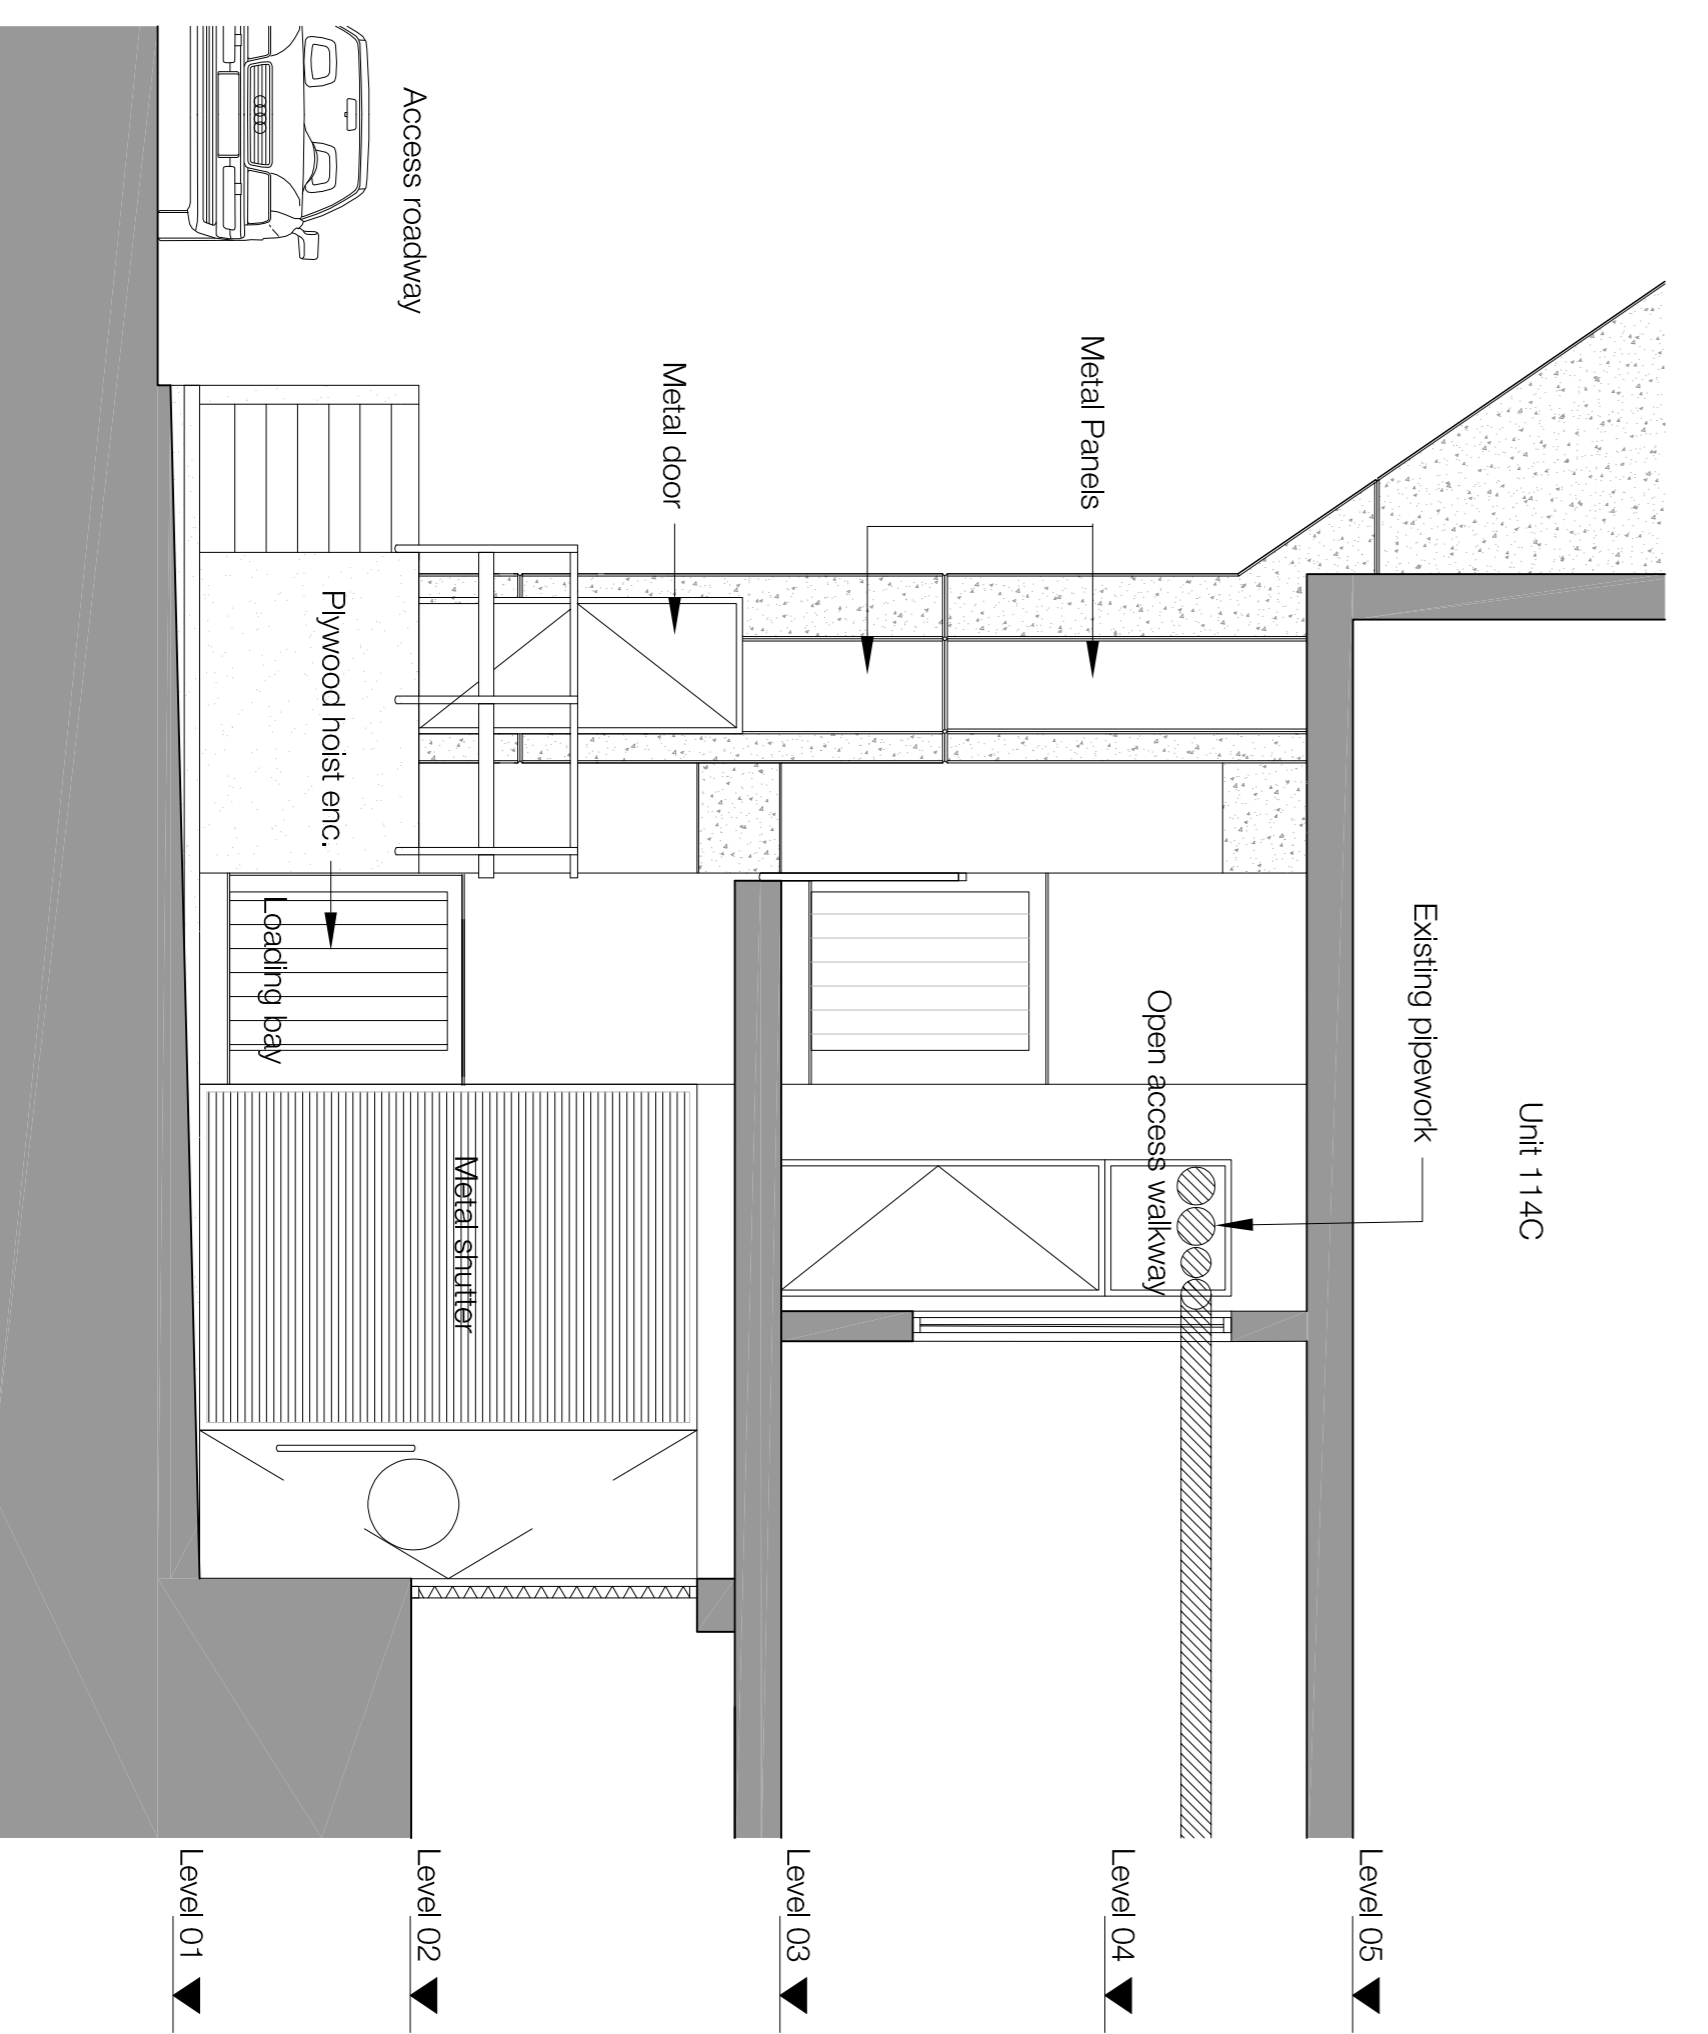 Unit 114C
Existing pipework
Open access walkway
Metal Panels
Metal door
Metal shutter
Access roadway
Plywood hoist enc.
Loading bay
Level 05
Level 04
Level 03
Level 02
Level 01